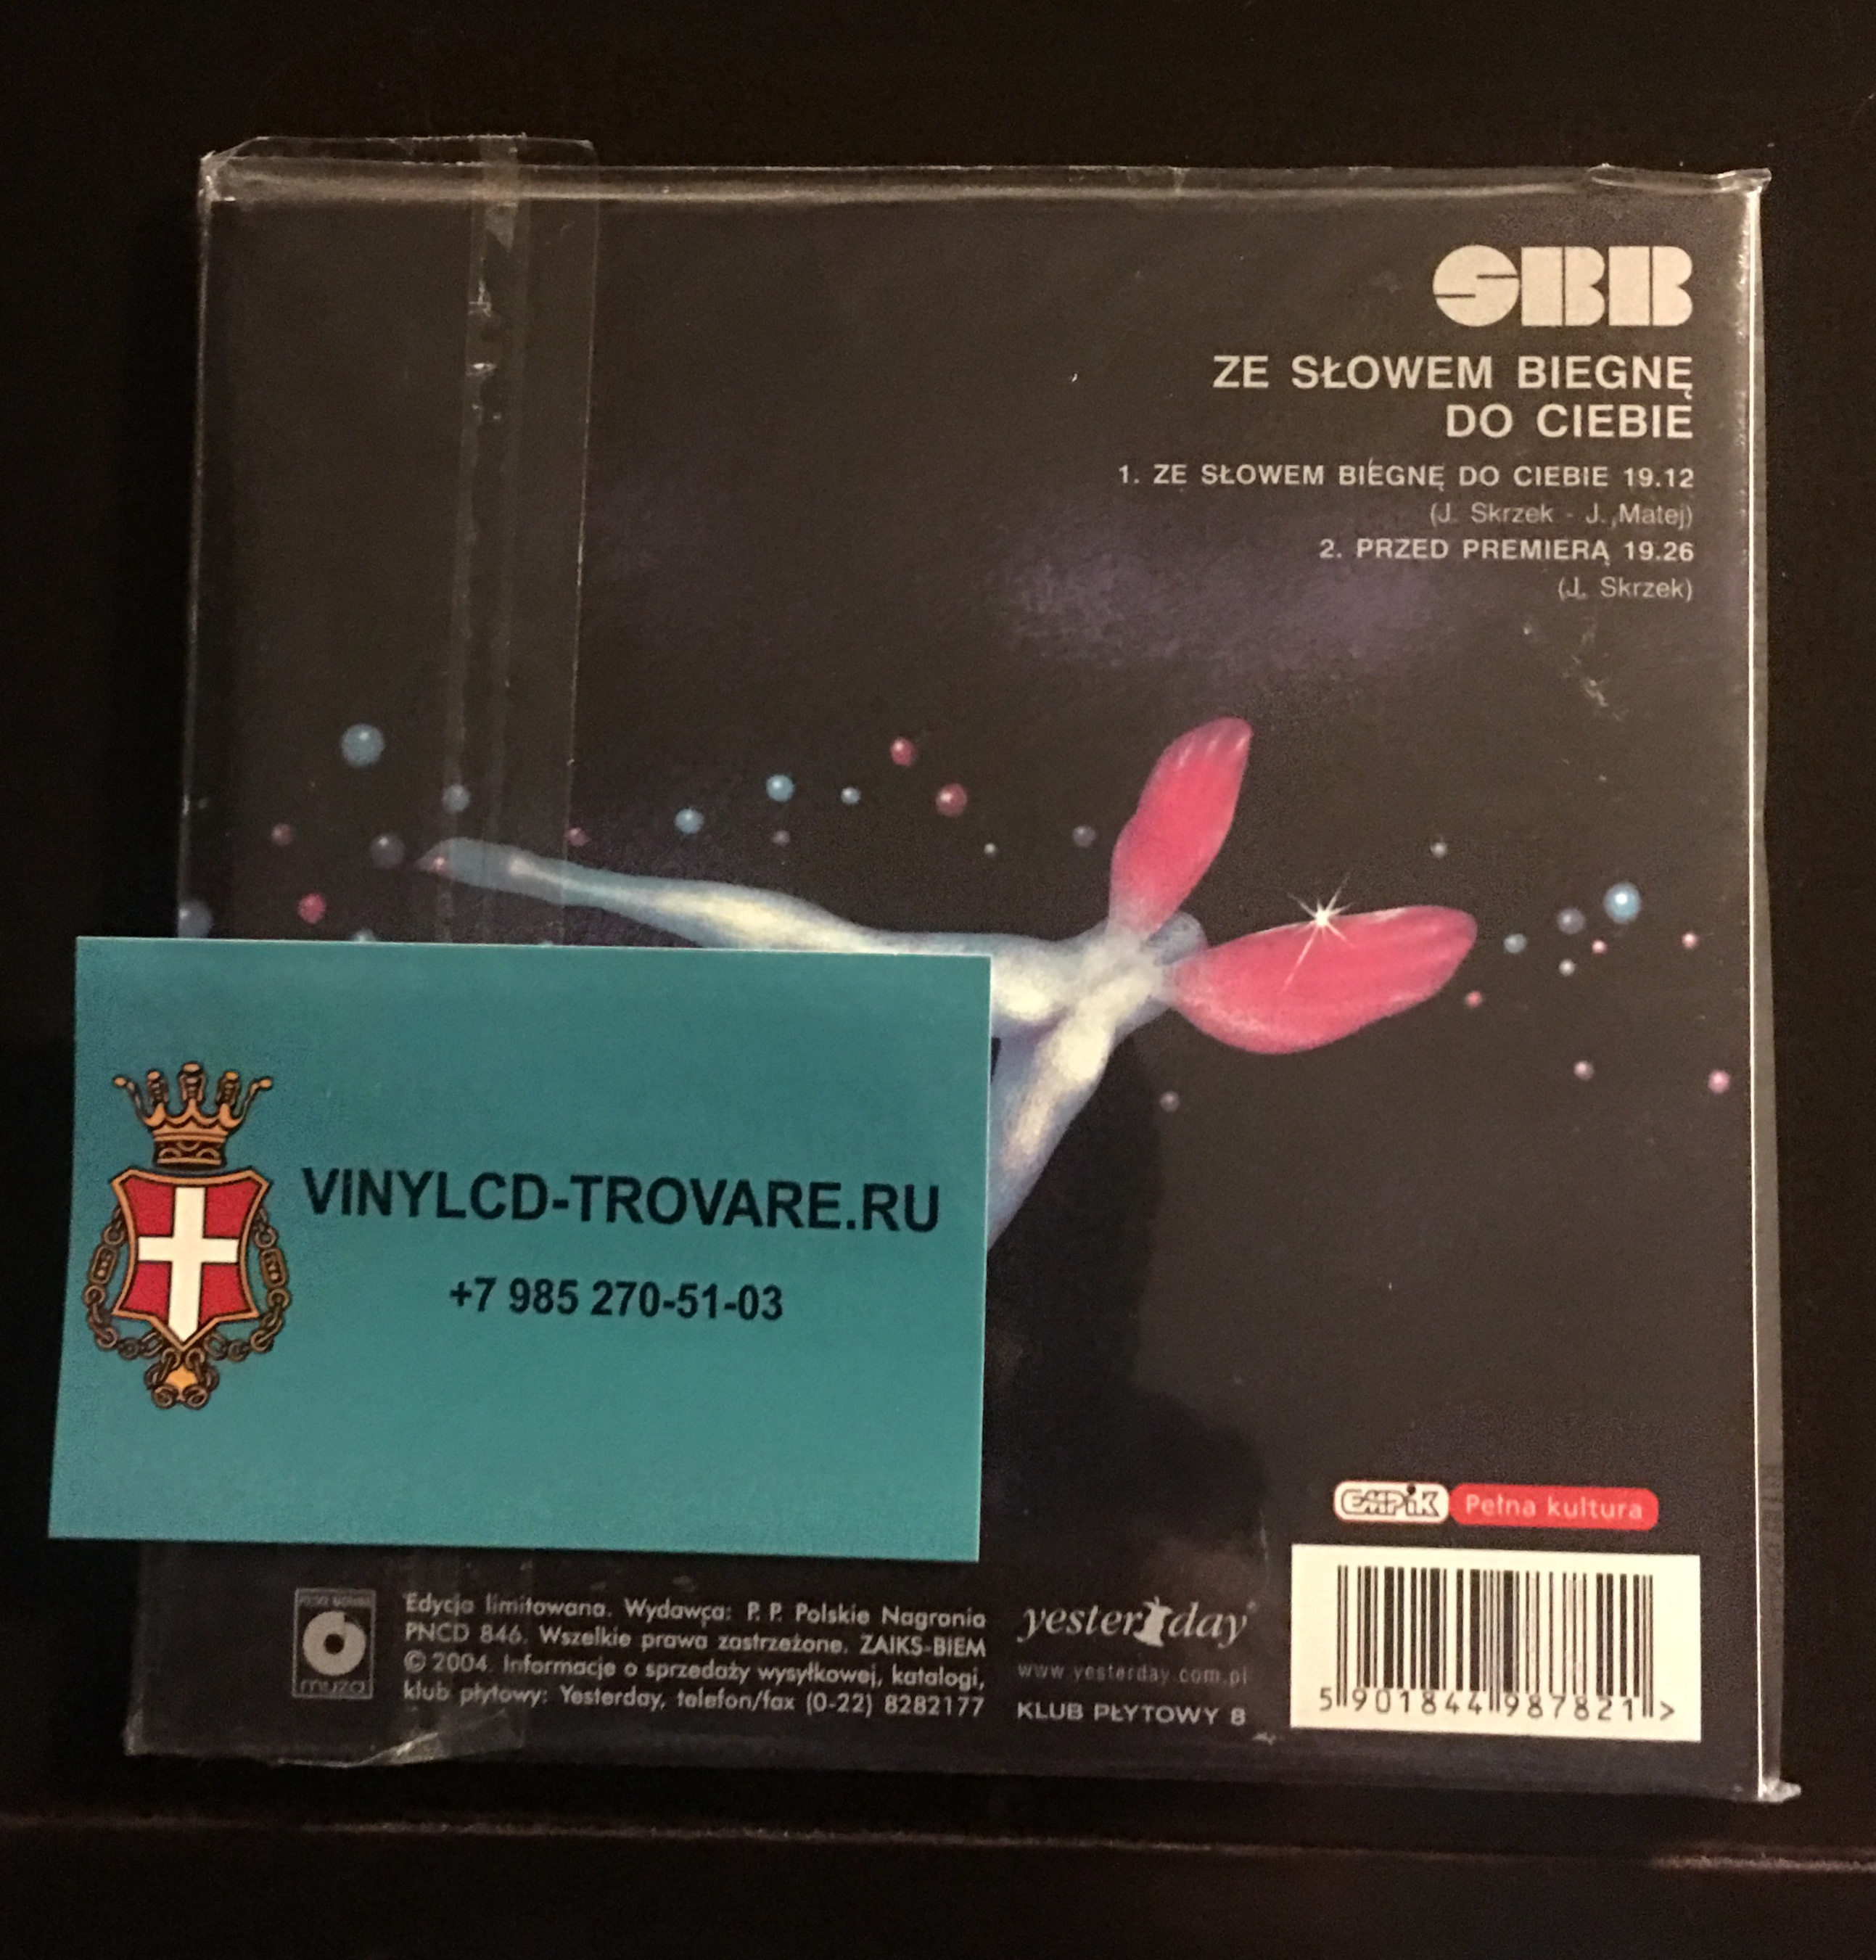 SBB
ZE SŁOWEM BIEGNĘ
DO CIEBIE
1. ZE SŁOWEM BIEGNĘ DO CIEBIE 19.12
(J. Skrzek - J. Matej)
2. PRZED PREMIERĄ 19.26
(J. Skrzek)
VINYLCD-TROVARE.RU
+7 985 270-51-03
EMPiK Pełna kultura
muza
Edycja limitowana. Wydawca: P. P. Polskie Nagrania
PNCD 846. Wszelkie prawa zastrzeżone. ZAIKS-BIEM
© 2004. Informacje o sprzedaży wysyłkowej, katalogi,
klub płytowy: Yesterday, telefon/fax (0-22) 8282177
yesterday
www.yesterday.com.pl
KLUB PŁYTOWY 8
5 901844 987821 >